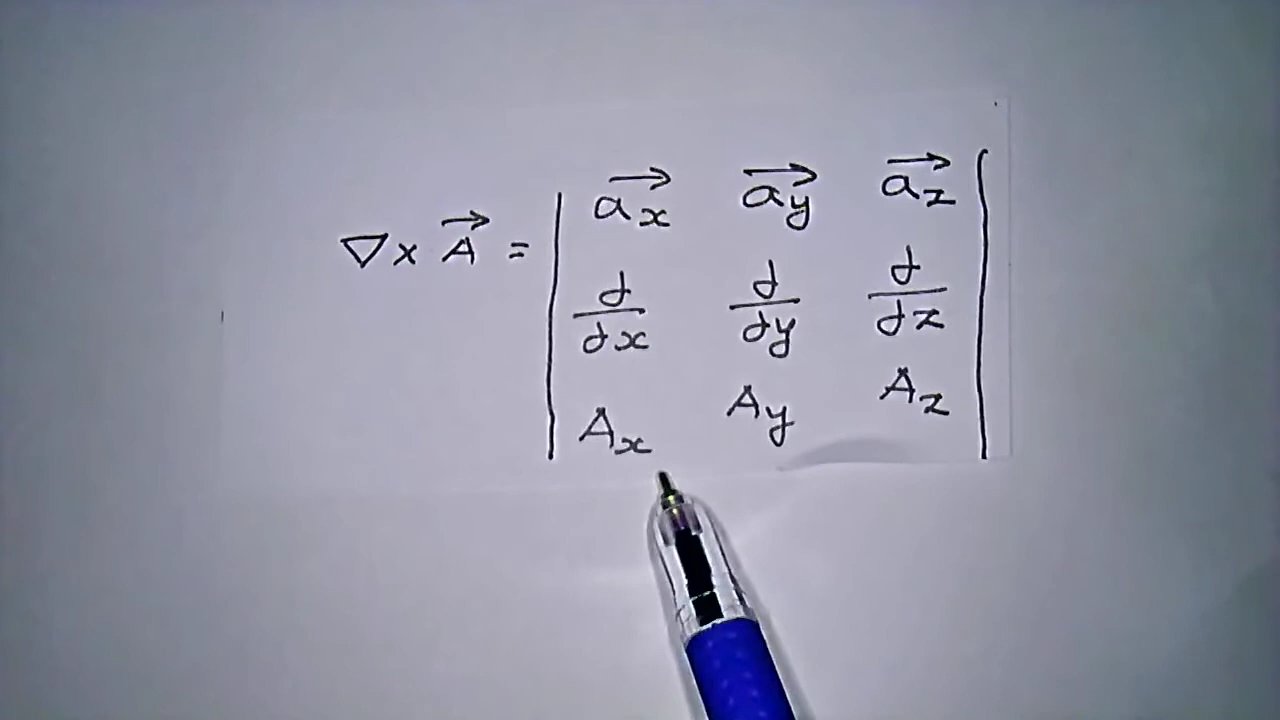 ∇ × A⃗ = | a⃗x a⃗y a⃗z |
| ∂/∂x ∂/∂y ∂/∂z |
| Ax Ay Az |